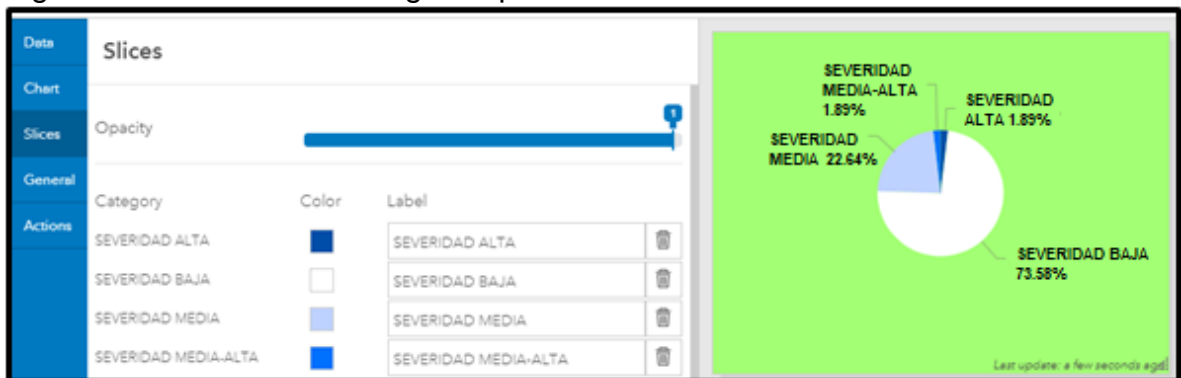 Data
Chart
Slices
General
Actions
Slices
Opacity
1
Category Color Label
SEVERIDAD ALTA SEVERIDAD ALTA
SEVERIDAD BAJA SEVERIDAD BAJA
SEVERIDAD MEDIA SEVERIDAD MEDIA
SEVERIDAD MEDIA-ALTA SEVERIDAD MEDIA-ALTA
SEVERIDAD
MEDIA-ALTA
1.89%
SEVERIDAD
ALTA 1.89%
SEVERIDAD
MEDIA 22.64%
SEVERIDAD BAJA
73.58%
Last update: a few seconds ago